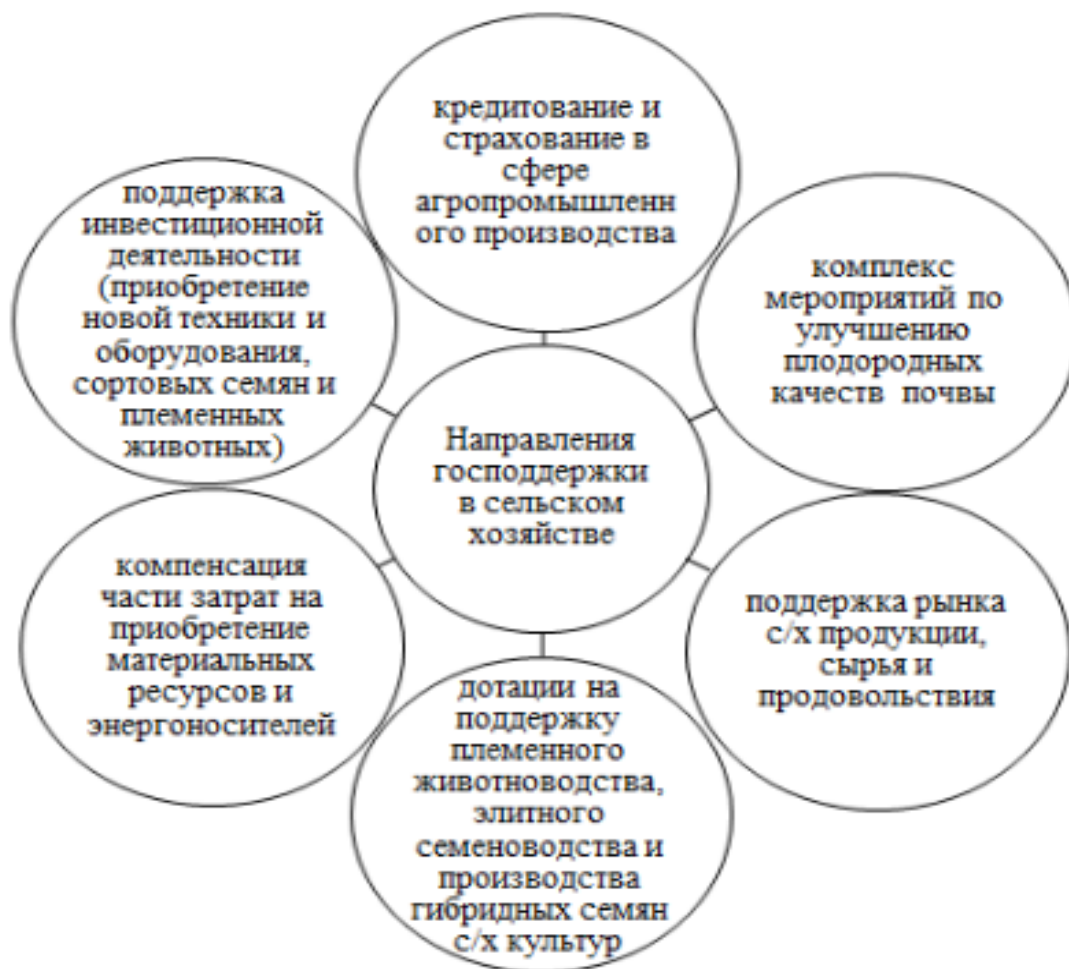 кредитование и
страхование в
сфере
агропромышленн
ого производства
поддержка
инвестиционной
деятельности
(приобретение
новой техники и
оборудования,
сортовых семян и
племенных
животных)
комплекс
мероприятий по
улучшению
плодородных
качеств почвы
Направления
господдержки
в сельском
хозяйстве
компенсация
части затрат на
приобретение
материальных
ресурсов и
энергоносителей
поддержка рынка
с/х продукции,
сырья и
продовольствия
дотации на
поддержку
племенного
животноводства,
элитного
семеноводства и
производства
гибридных семян
с/х культур